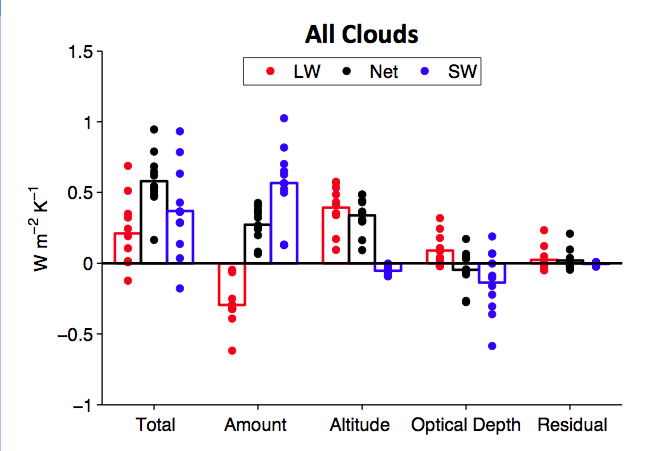 All Clouds
LW Net SW
1.5
1
0.5
0
−0.5
−1
W m⁻² K⁻¹
Total Amount Altitude Optical Depth Residual